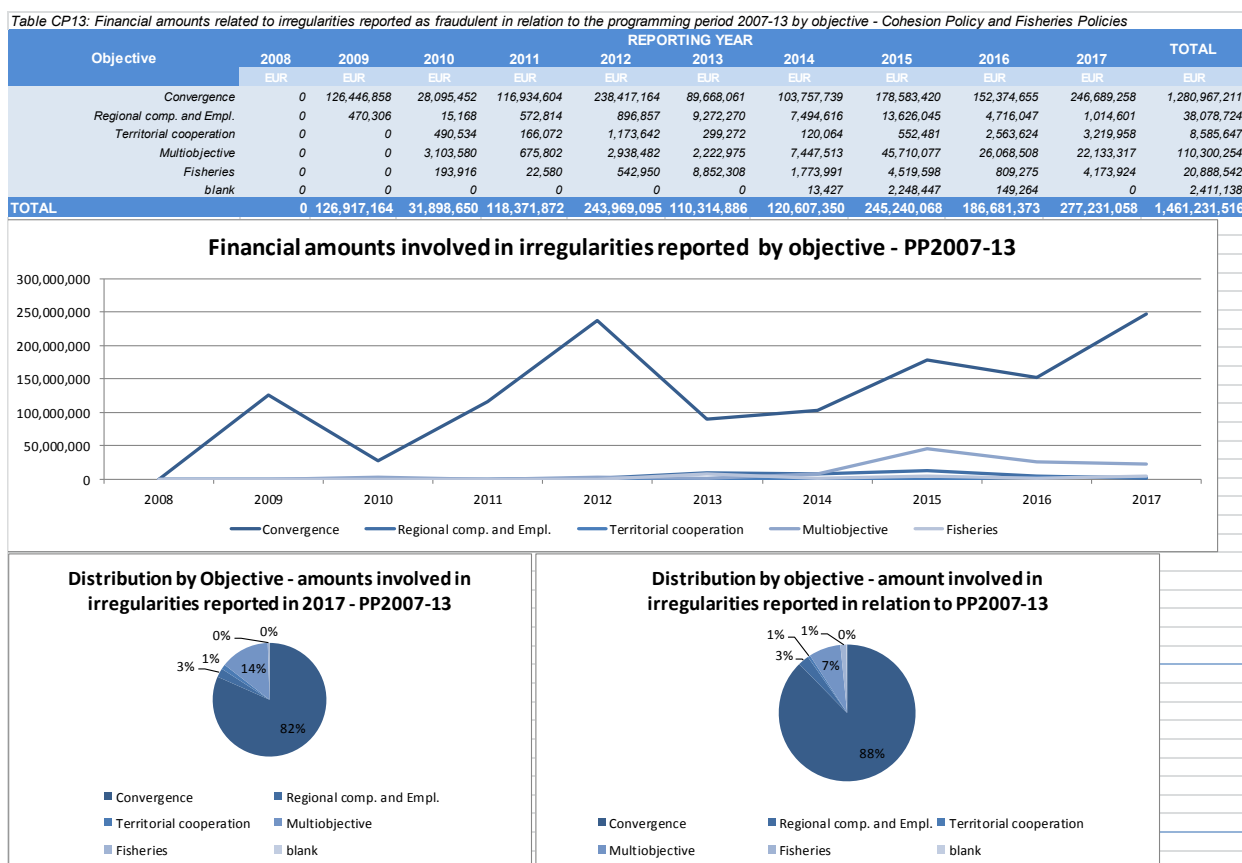 Table CP13: Financial amounts related to irregularities reported as fraudulent in relation to the programming period 2007-13 by objective - Cohesion Policy and Fisheries Policies
Objective REPORTING YEAR TOTAL
2008 2009 2010 2011 2012 2013 2014 2015 2016 2017
EUR EUR EUR EUR EUR EUR EUR EUR EUR EUR EUR
Convergence 0 126,446,858 28,095,452 116,934,604 238,417,164 89,668,061 103,757,739 178,583,420 152,374,655 246,689,258 1,280,967,211
Regional comp. and Empl. 0 470,306 15,168 572,814 896,857 9,272,270 7,494,616 13,626,045 4,716,047 1,014,601 38,078,724
Territorial cooperation 0 0 490,534 166,072 1,173,642 299,272 120,064 552,481 2,563,624 3,219,958 8,585,647
Multiobjective 0 0 3,103,580 675,802 2,938,482 2,222,975 7,447,513 45,710,077 26,068,508 22,133,317 110,300,254
Fisheries 0 0 193,916 22,580 542,950 8,852,308 1,773,991 4,519,598 809,275 4,173,924 20,888,542
blank 0 0 0 0 0 0 13,427 2,248,447 149,264 0 2,411,138
TOTAL 0 126,917,164 31,898,650 118,371,872 243,969,095 110,314,886 120,607,350 245,240,068 186,681,373 277,231,058 1,461,231,516
Financial amounts involved in irregularities reported by objective - PP2007-13
300,000,000
250,000,000
200,000,000
150,000,000
100,000,000
50,000,000
0
2008 2009 2010 2011 2012 2013 2014 2015 2016 2017
Convergence Regional comp. and Empl. Territorial cooperation Multiobjective Fisheries
Distribution by Objective - amounts involved in
irregularities reported in 2017 - PP2007-13
0% 0%
1%
3%
14%
82%
Convergence Regional comp. and Empl.
Territorial cooperation Multiobjective
Fisheries blank
Distribution by objective - amount involved in
irregularities reported in relation to PP2007-13
1% 1% 0%
3%
7%
88%
Convergence Regional comp. and Empl. Territorial cooperation
Multiobjective Fisheries blank